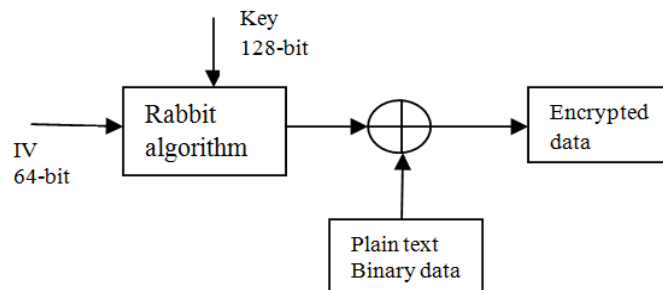 Key
128-bit
Rabbit
algorithm
IV
64-bit
Encrypted
data
Plain text
Binary data